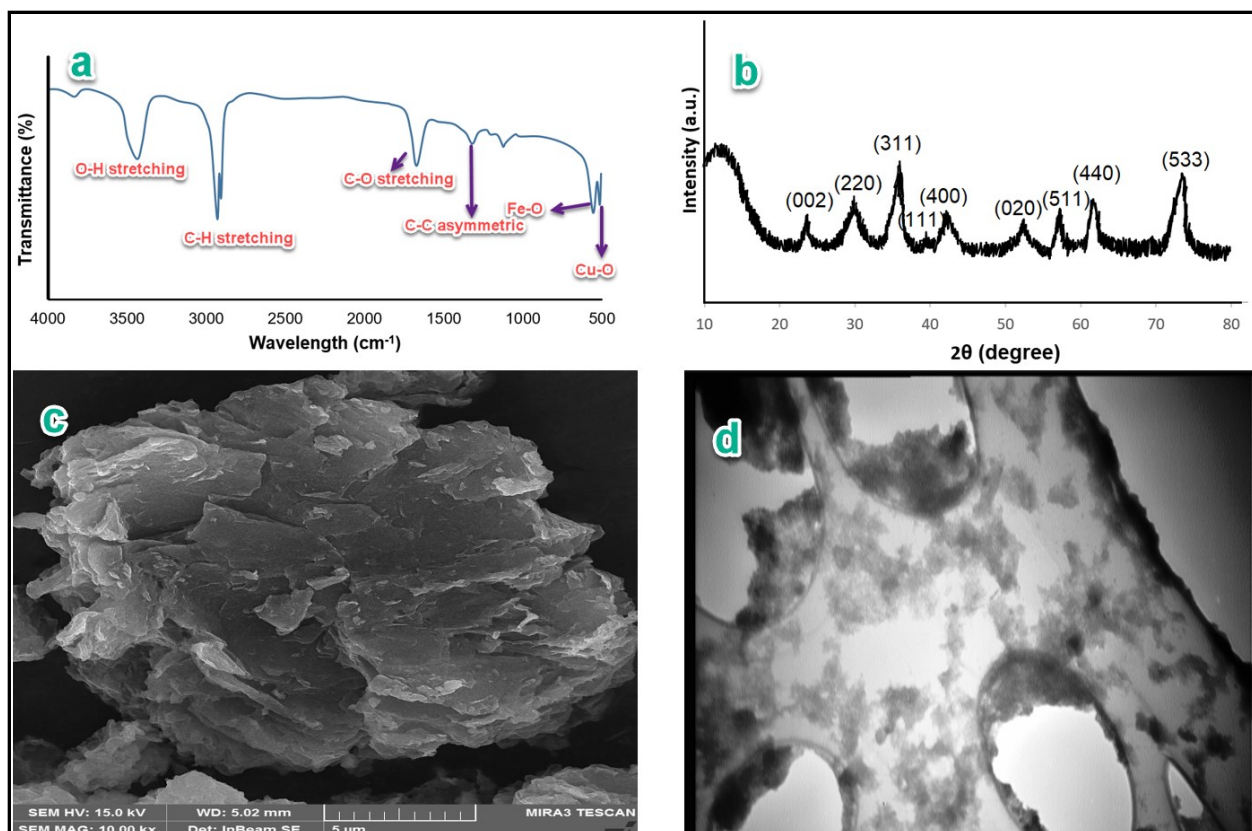 a
Transmittance (%)
O-H stretching
C-H stretching
C-O stretching
C-C asymmetric
Fe-O
Cu-O
4000 3500 3000 2000 1500 1000 500
Wavelength (cm-1)
b
Intensity (a.u.)
(002)
(220)
(311)
(111)
(400)
(020)
(511)
(440)
(533)
10 20 30 40 50 60 70 80
2θ (degree)
c
SEM HV: 15.0 kV WD: 5.02 mm MIRA3 TESCAN
SEM MAG: 10.00 kx Det: InBeam SE 5 µm
d